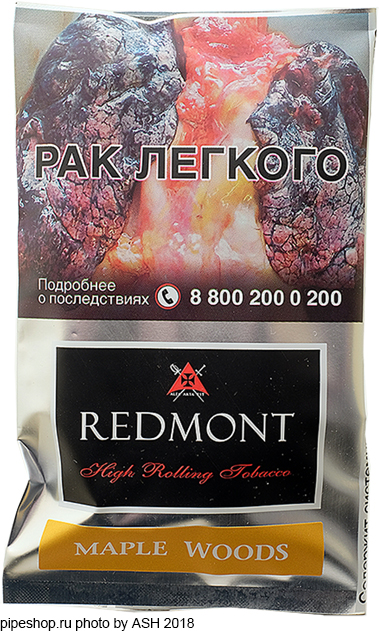 РАК ЛЕГКОГО
Подробнее
о последствиях
8 800 200 0 200
REDMONT
High Rolling Tobacco
MAPLE WOODS
pipeshop.ru photo by ASH 2018